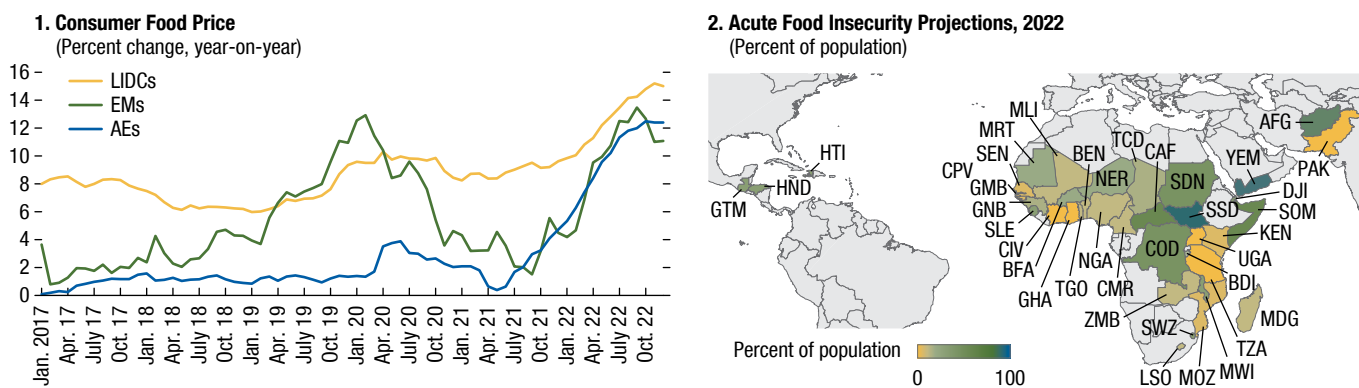 1. Consumer Food Price
(Percent change, year-on-year)
16
14
12
10
8
6
4
2
0
LIDCs
EMs
AEs
Jan. 2017
Apr. 17
July 17
Oct. 17
Jan. 18
Apr. 18
July 18
Oct. 18
Jan. 19
Apr. 19
July 19
Oct. 19
Jan. 20
Apr. 20
July 20
Oct. 20
Jan. 21
Apr. 21
July 21
Oct. 21
Jan. 22
Apr. 22
July 22
Oct. 22
2. Acute Food Insecurity Projections, 2022
(Percent of population)
HTI
HND
GTM
MLI
MRT
SEN
CPV
GMB
GNB
SLE
CIV
BFA
GHA
TGO
BEN
NER
TCD
CAF
NGA
CMR
SDN
SSD
COD
AFG
PAK
YEM
DJI
SOM
KEN
UGA
BDI
TZA
MWI
MDG
ZMB
SWZ
LSO
MOZ
Percent of population
0
100